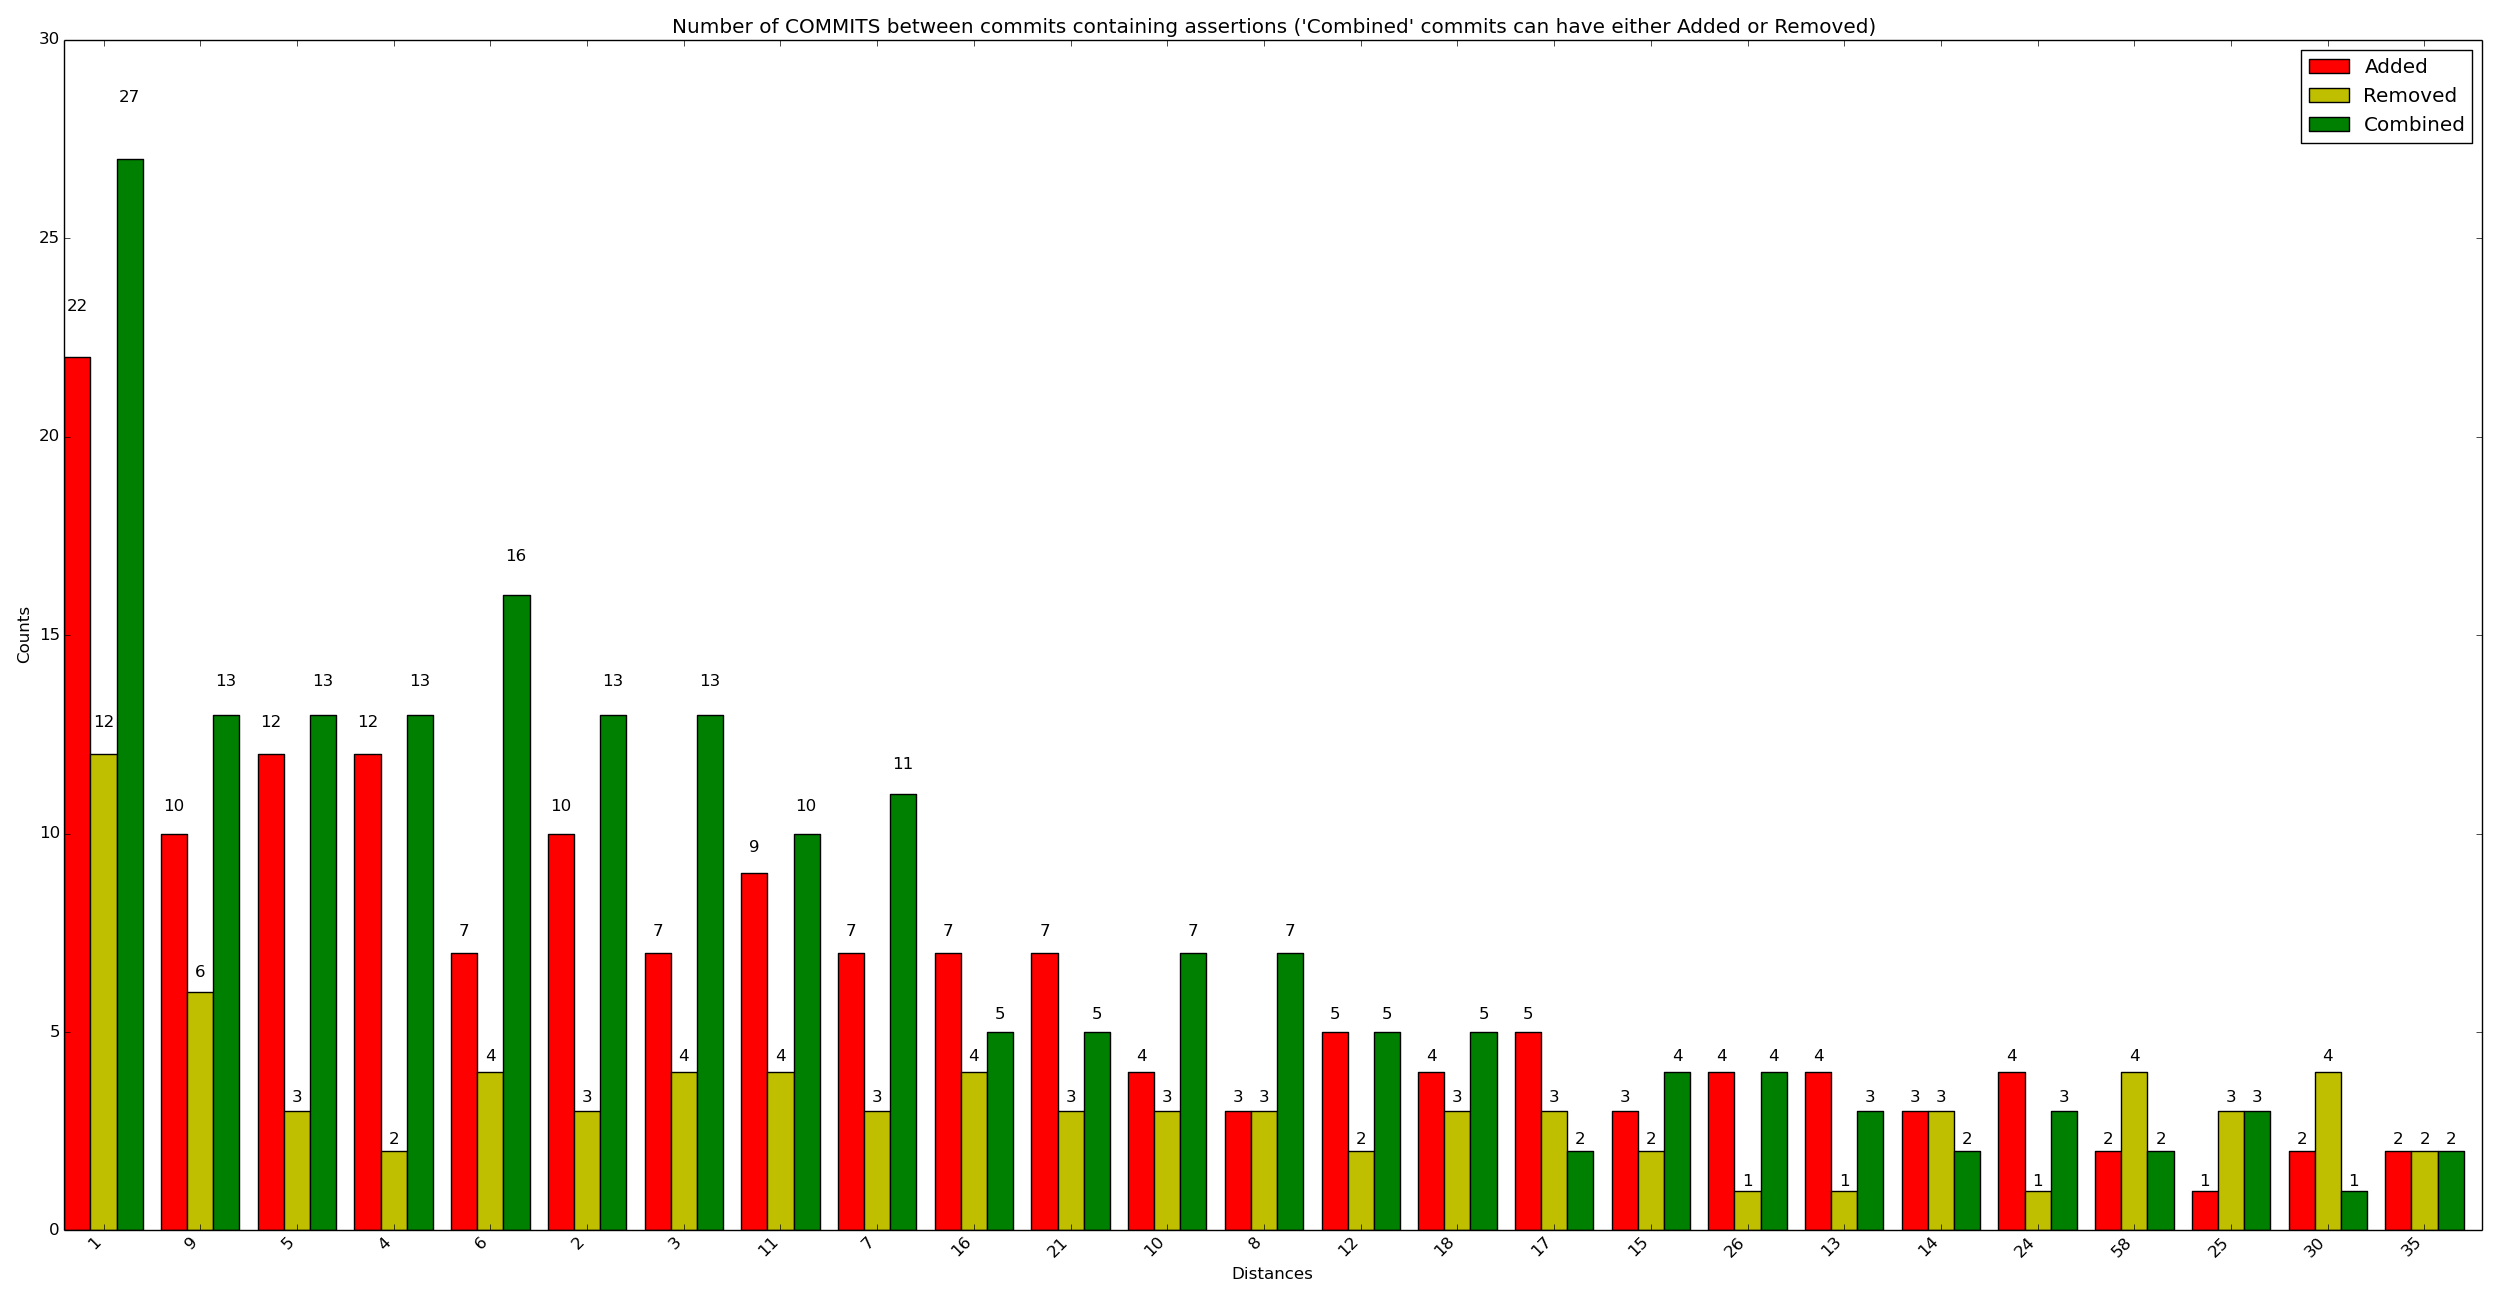 Number of COMMITS between commits containing assertions ('Combined' commits can have either Added or Removed)
Added
Removed
Combined
Counts
30
25
20
15
10
5
0
22 12 27
10 6 13
12 3 13
12 2 13
7 4 16
10 3 13
7 4 13
9 4 10
7 3 11
7 4 5
7 3 5
4 3 7
3 3 7
5 2 5
4 3 5
5 3 2
3 2 4
4 1 4
4 1 3
3 3 2
4 1 3
2 4 2
1 3 3
2 4 1
2 2 2
1 9 5 4 6 2 3 11 7 16 21 10 8 12 18 17 15 26 13 14 24 58 25 30 35
Distances